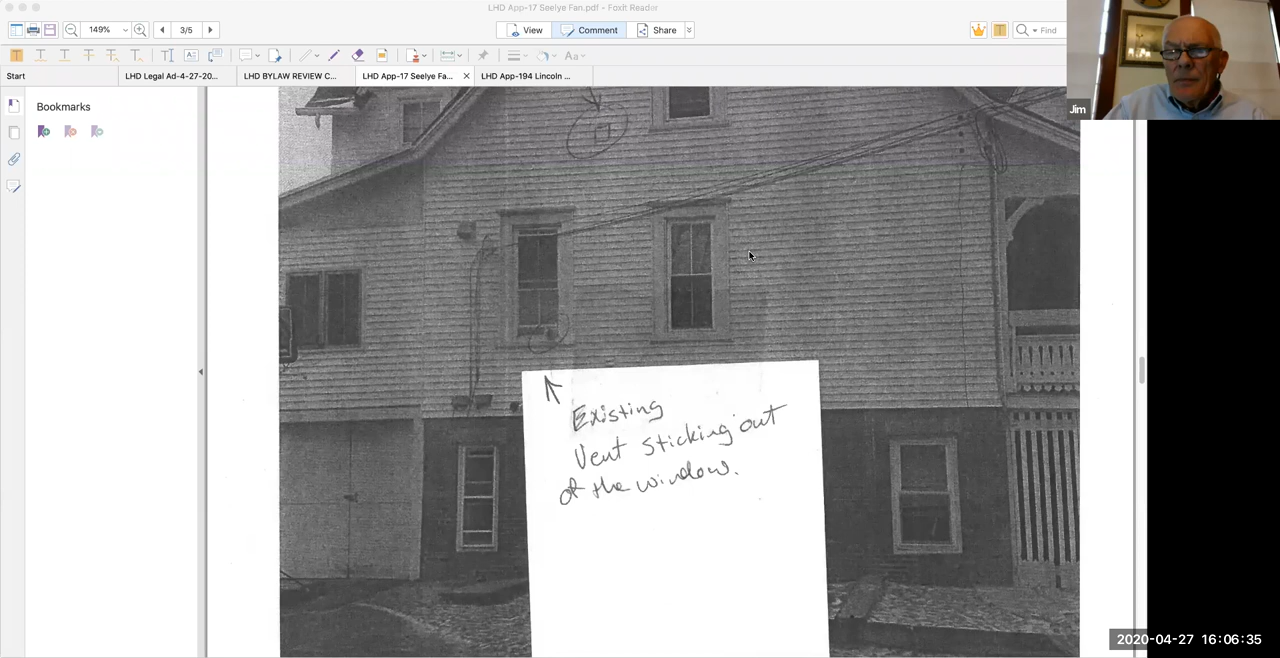 LHD App-17 Seelye Fan.pdf - Foxit Reader
149%
3/5
View
Comment
Share
Find
Start
LHD Legal Ad-4-27-20...
LHD BYLAW REVIEW C...
LHD App-17 Seelye Fa...
LHD App-194 Lincoln ...
Bookmarks
Jim
Existing
Vent sticking out
of the window.
2020-04-27 16:06:35